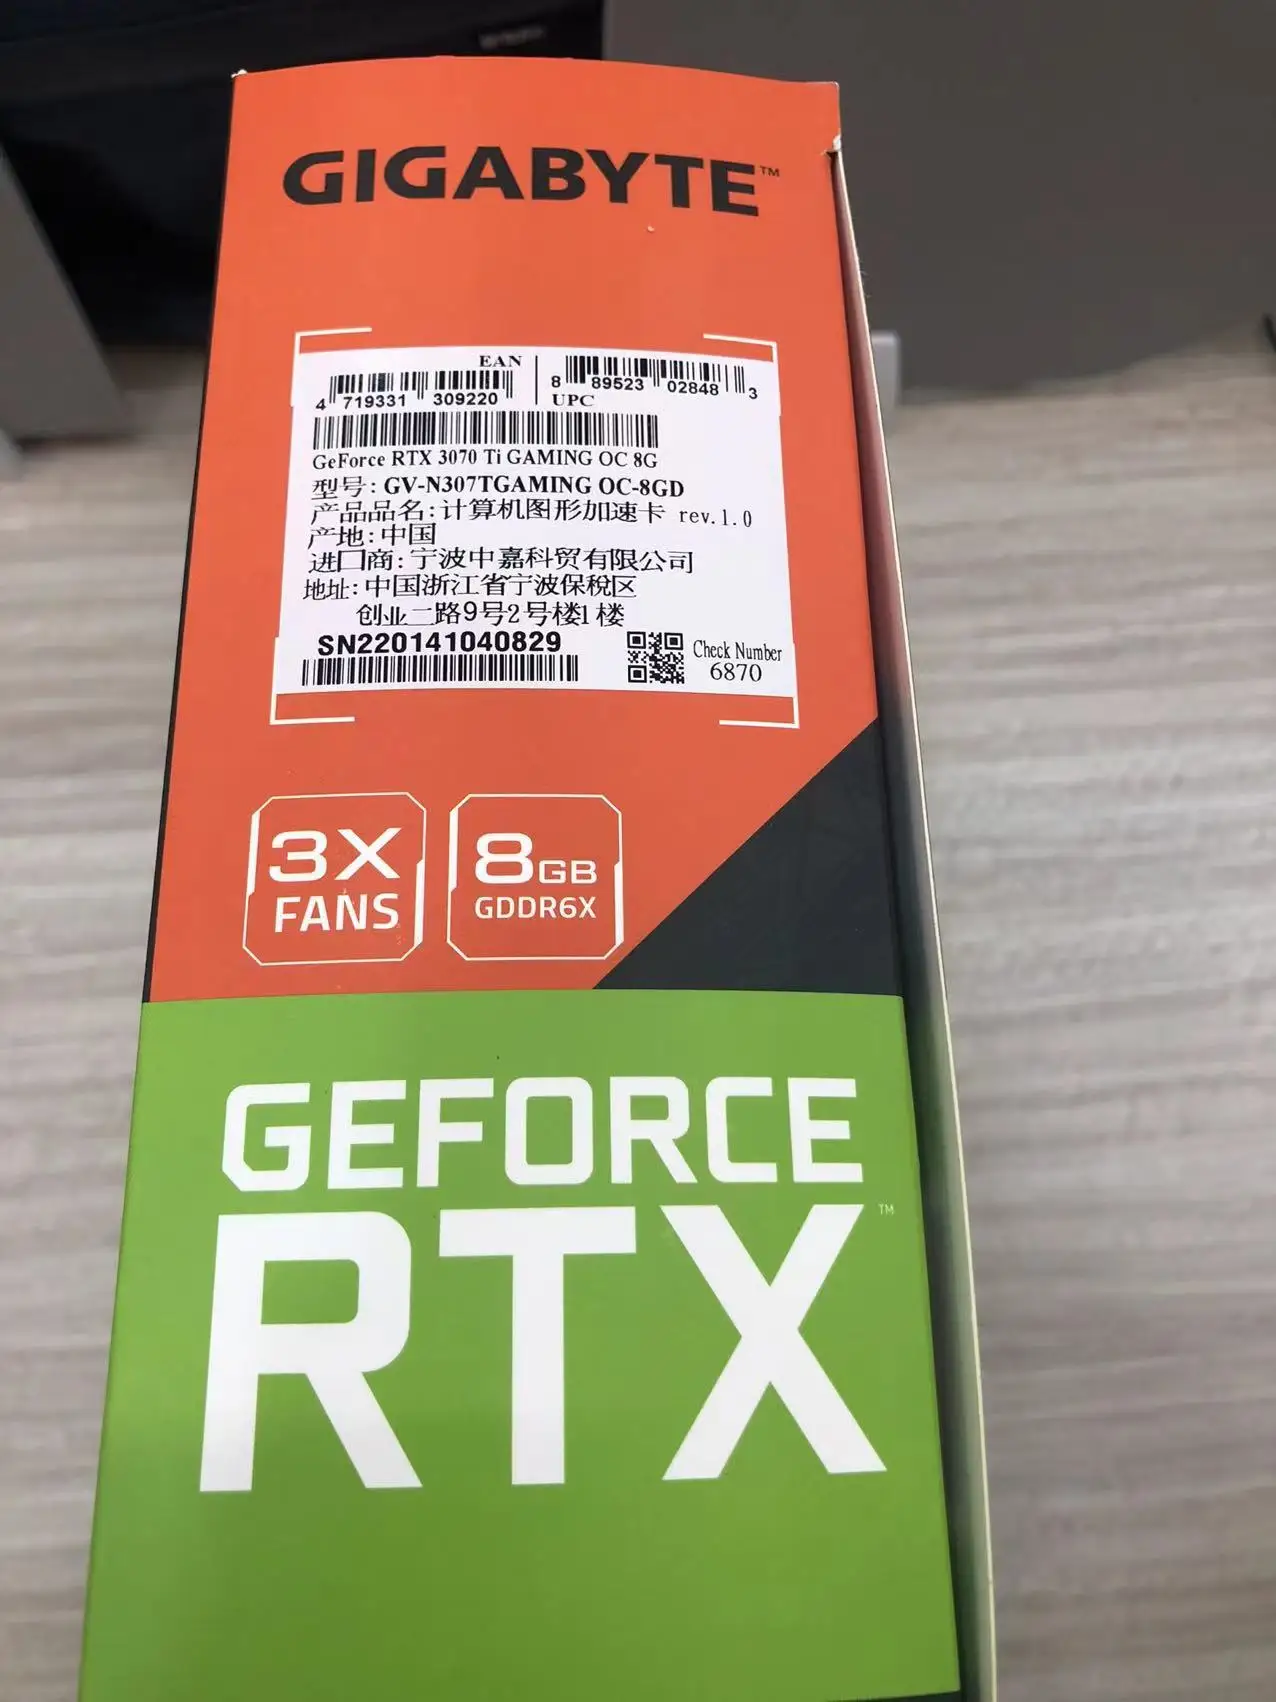 GIGABYTE™
EAN
4 719331 309220
8 89523 02848 3
UPC
GeForce RTX 3070 Ti GAMING OC 8G
型号: GV-N307TGAMING OC-8GD
产品品名: 计算机图形加速卡 rev.1.0
产地: 中国
进口商: 宁波中嘉科贸有限公司
地址: 中国浙江省宁波保税区
创业二路9号2号楼1楼
SN220141040829
Check Number
6870
3X
FANS
8GB
GDDR6X
GEFORCE
RTX™